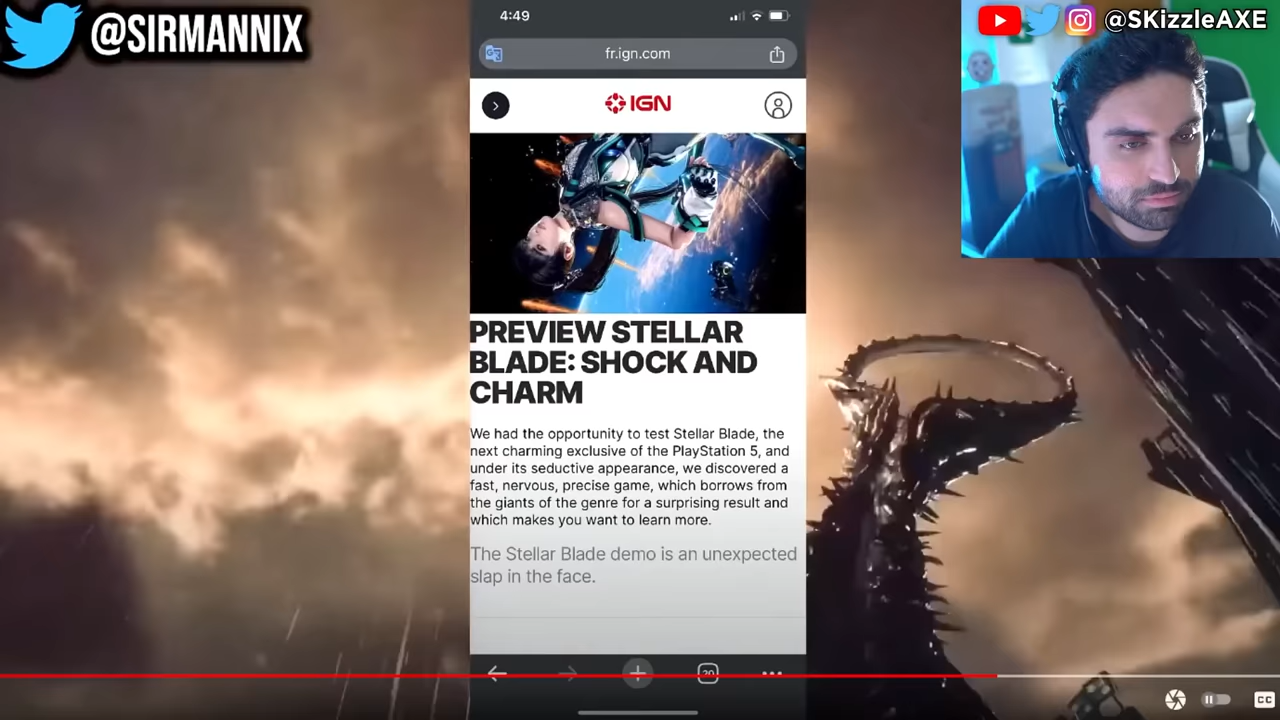 @SIRMANNIX
@SKizzleAXE
4:49
fr.ign.com
IGN
PREVIEW STELLAR
BLADE: SHOCK AND
CHARM
We had the opportunity to test Stellar Blade, the
next charming exclusive of the PlayStation 5, and
under its seductive appearance, we discovered a
fast, nervous, precise game, which borrows from
the giants of the genre for a surprising result and
which makes you want to learn more.
The Stellar Blade demo is an unexpected
slap in the face.
20
CC